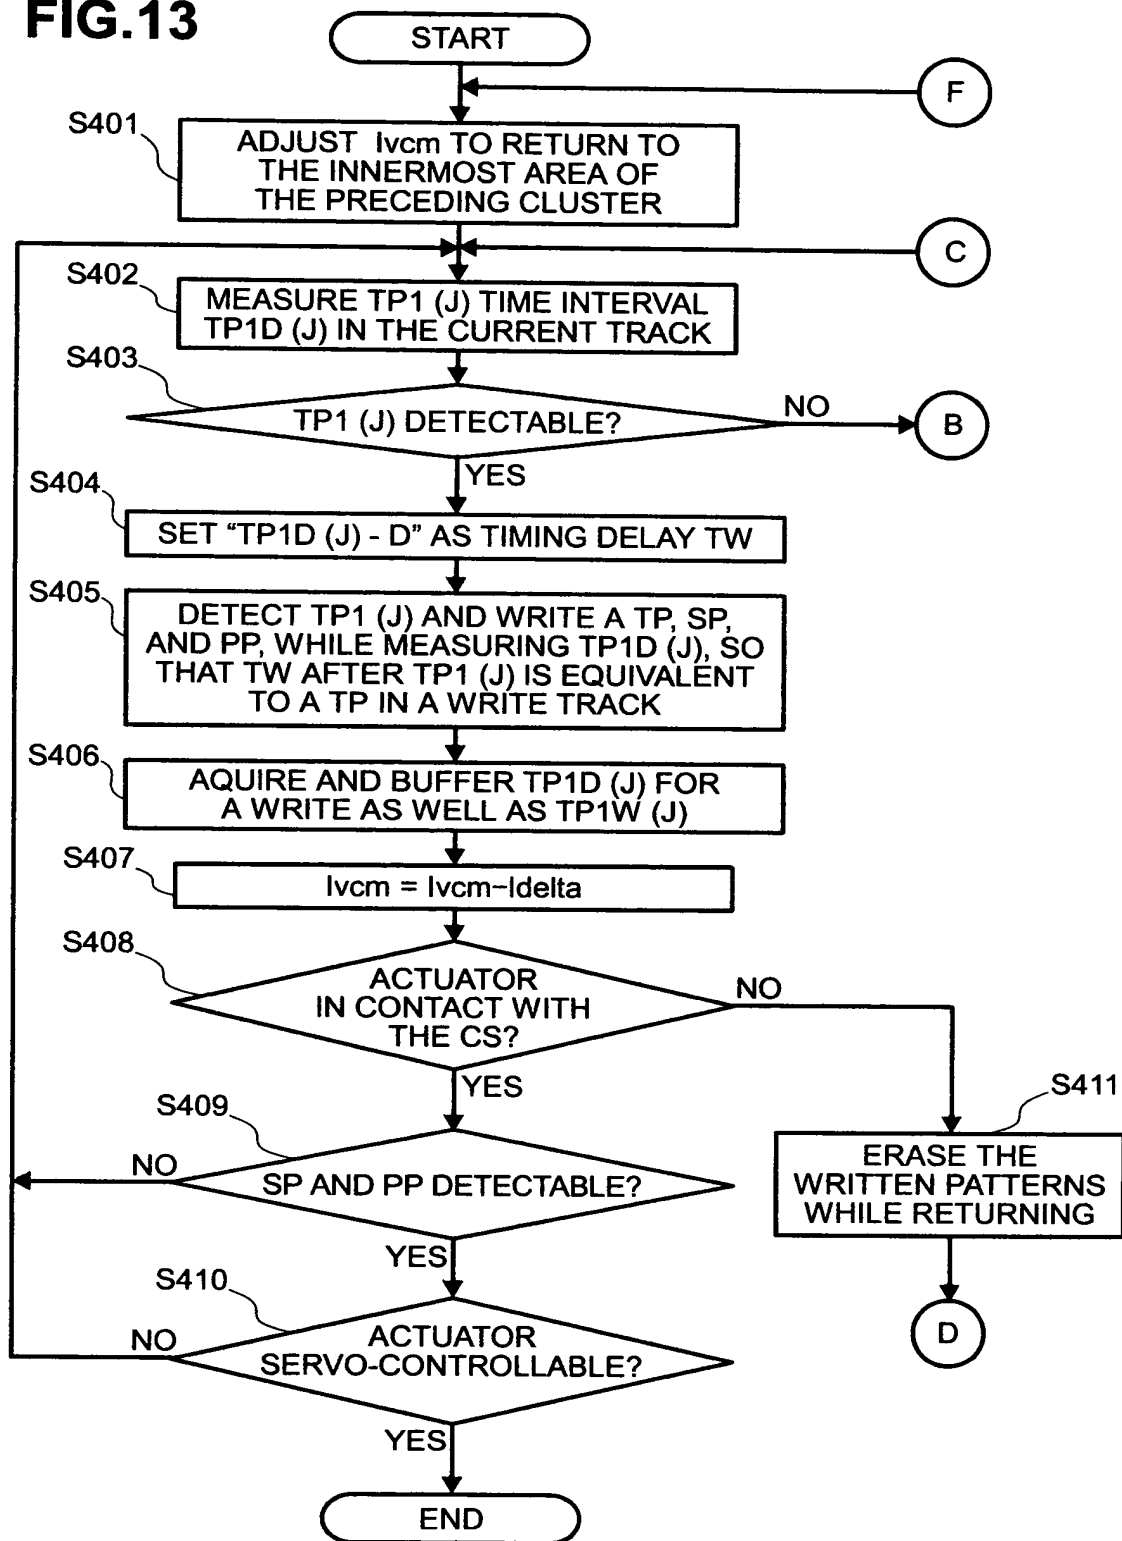 FIG.13
START
F
S401
ADJUST Ivcm TO RETURN TO
THE INNERMOST AREA OF
THE PRECEDING CLUSTER
C
S402
MEASURE TP1 (J) TIME INTERVAL
TP1D (J) IN THE CURRENT TRACK
S403
TP1 (J) DETECTABLE?
NO
B
YES
S404
SET “TP1D (J) - D” AS TIMING DELAY TW
S405
DETECT TP1 (J) AND WRITE A TP, SP,
AND PP, WHILE MEASURING TP1D (J), SO
THAT TW AFTER TP1 (J) IS EQUIVALENT
TO A TP IN A WRITE TRACK
S406
AQUIRE AND BUFFER TP1D (J) FOR
A WRITE AS WELL AS TP1W (J)
S407
Ivcm = Ivcm−Idelta
S408
ACTUATOR
IN CONTACT WITH
THE CS?
NO
YES
S411
ERASE THE
WRITTEN PATTERNS
WHILE RETURNING
D
S409
SP AND PP DETECTABLE?
NO
YES
S410
ACTUATOR
SERVO-CONTROLLABLE?
NO
YES
END